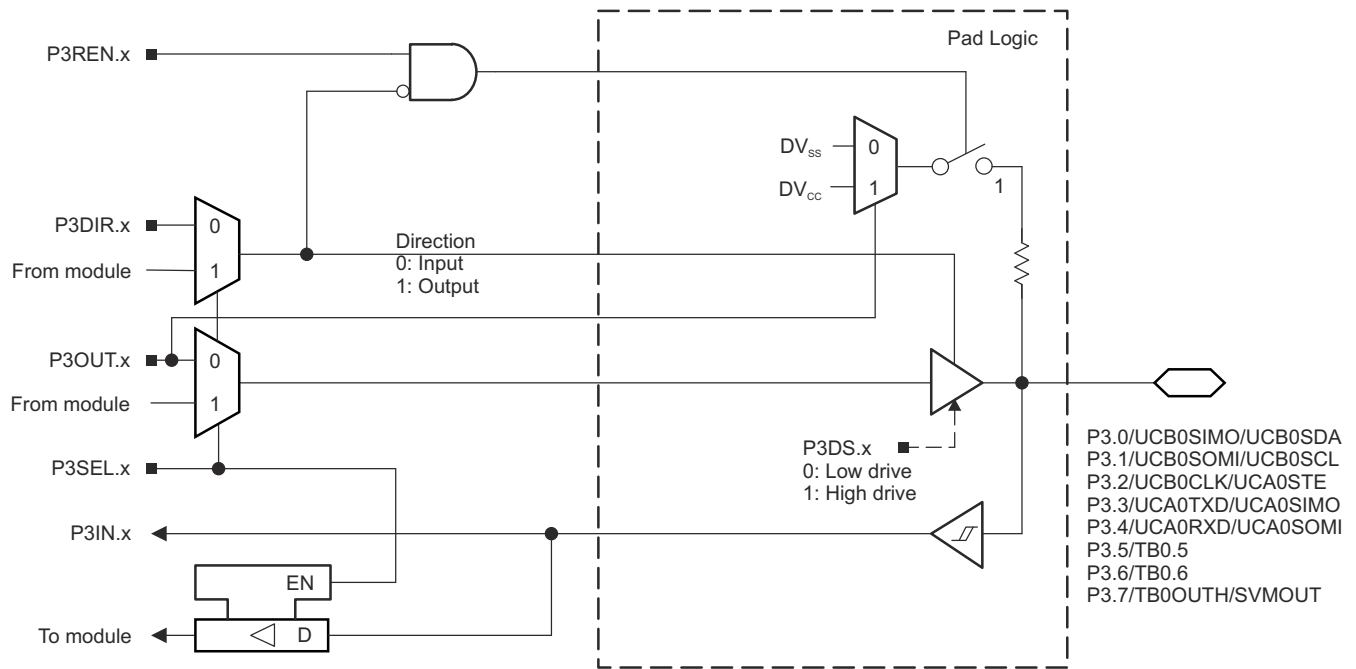 Pad Logic
P3REN.x
DVSS
0
DVCC
1
1
P3DIR.x
0
From module
1
Direction
0: Input
1: Output
P3OUT.x
0
From module
1
P3DS.x
0: Low drive
1: High drive
P3SEL.x
P3IN.x
EN
D
To module
P3.0/UCB0SIMO/UCB0SDA
P3.1/UCB0SOMI/UCB0SCL
P3.2/UCB0CLK/UCA0STE
P3.3/UCA0TXD/UCA0SIMO
P3.4/UCA0RXD/UCA0SOMI
P3.5/TB0.5
P3.6/TB0.6
P3.7/TB0OUTH/SVMOUT